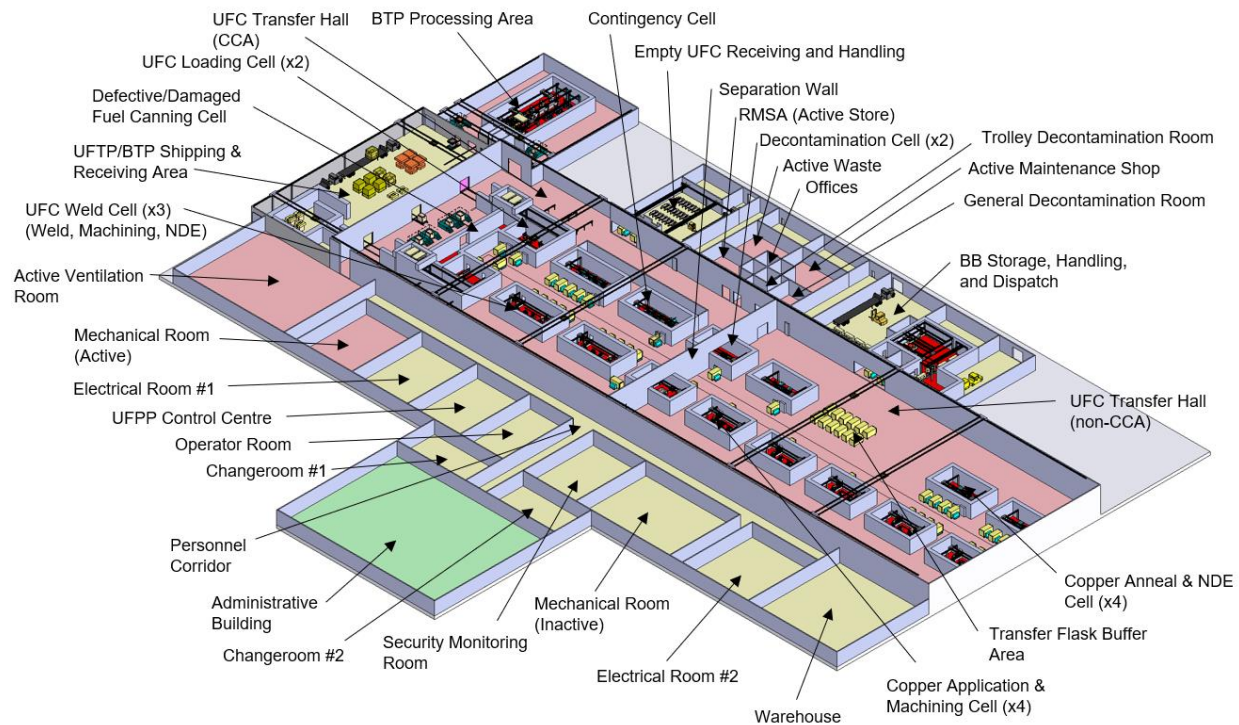 UFC Transfer Hall
(CCA)
BTP Processing Area
Contingency Cell
UFC Loading Cell (x2)
Empty UFC Receiving and Handling
Defective/Damaged
Fuel Canning Cell
Separation Wall
RMSA (Active Store)
Decontamination Cell (x2)
Trolley Decontamination Room
UFTP/BTP Shipping &
Receiving Area
Active Waste
Offices
Active Maintenance Shop
General Decontamination Room
UFC Weld Cell (x3)
(Weld, Machining, NDE)
BB Storage, Handling,
and Dispatch
Active Ventilation
Room
Mechanical Room
(Active)
Electrical Room #1
UFPP Control Centre
Operator Room
Changeroom #1
UFC Transfer Hall
(non-CCA)
Personnel
Corridor
Administrative
Building
Changeroom #2
Security Monitoring
Room
Mechanical Room
(Inactive)
Electrical Room #2
Warehouse
Copper Anneal & NDE
Cell (x4)
Transfer Flask Buffer
Area
Copper Application &
Machining Cell (x4)